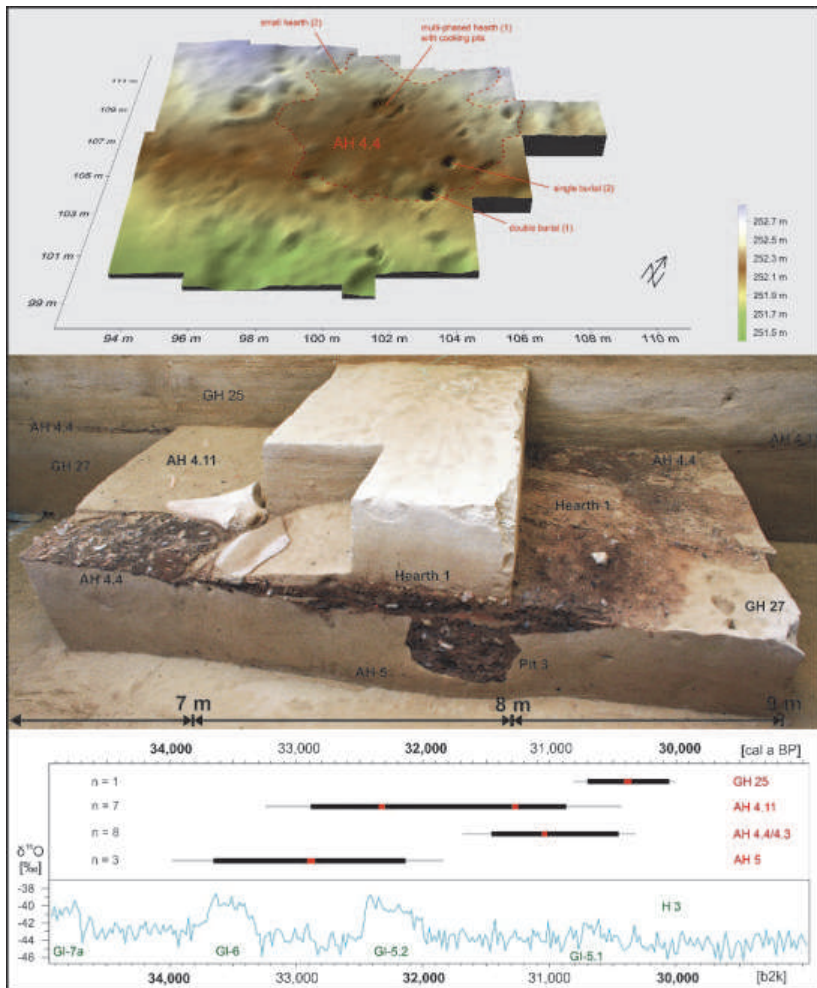 small hearth (2)
multi-phased hearth (1)
with cooking pits
111 m
109 m
107 m
105 m
103 m
101 m
99 m
AH 4.4
single burial (2)
double burial (1)
252.7 m
252.5 m
252.3 m
252.1 m
251.9 m
251.7 m
251.5 m
94 m 96 m 98 m 100 m 102 m 104 m 106 m 108 m 110 m
GH 25
AH 4.4
GH 27
AH 4.11
AH 4.4
Hearth 1
AH 4.4
Hearth 1
GH 27
AH 5
Pit 3
7 m 8 m 9 m
34,000 33,000 32,000 31,000 30,000 [cal a BP]
n = 1 GH 25
n = 7 AH 4.11
n = 8 AH 4.4/4.3
n = 3 AH 5
δ¹⁸O
[‰]
-38
-40
-42
-44
-46
H 3
GI-7a GI-6 GI-5.2 GI-5.1
34,000 33,000 32,000 31,000 30,000 [b2k]